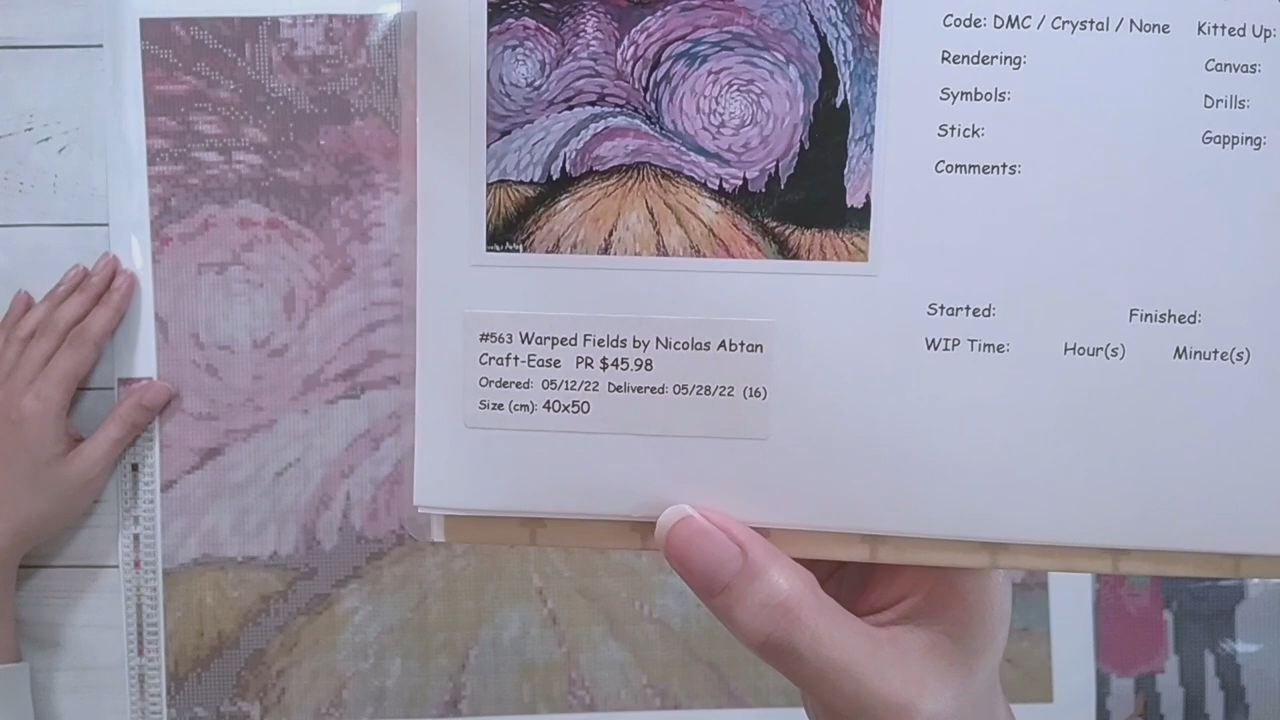 Code: DMC / Crystal / None Kitted Up:
Rendering: Canvas:
Symbols: Drills:
Stick: Gapping:
Comments:
#563 Warped Fields by Nicolas Abtan
Craft-Ease PR $45.98
Ordered: 05/12/22 Delivered: 05/28/22 (16)
Size (cm): 40x50
Started: Finished:
WIP Time: Hour(s) Minute(s)